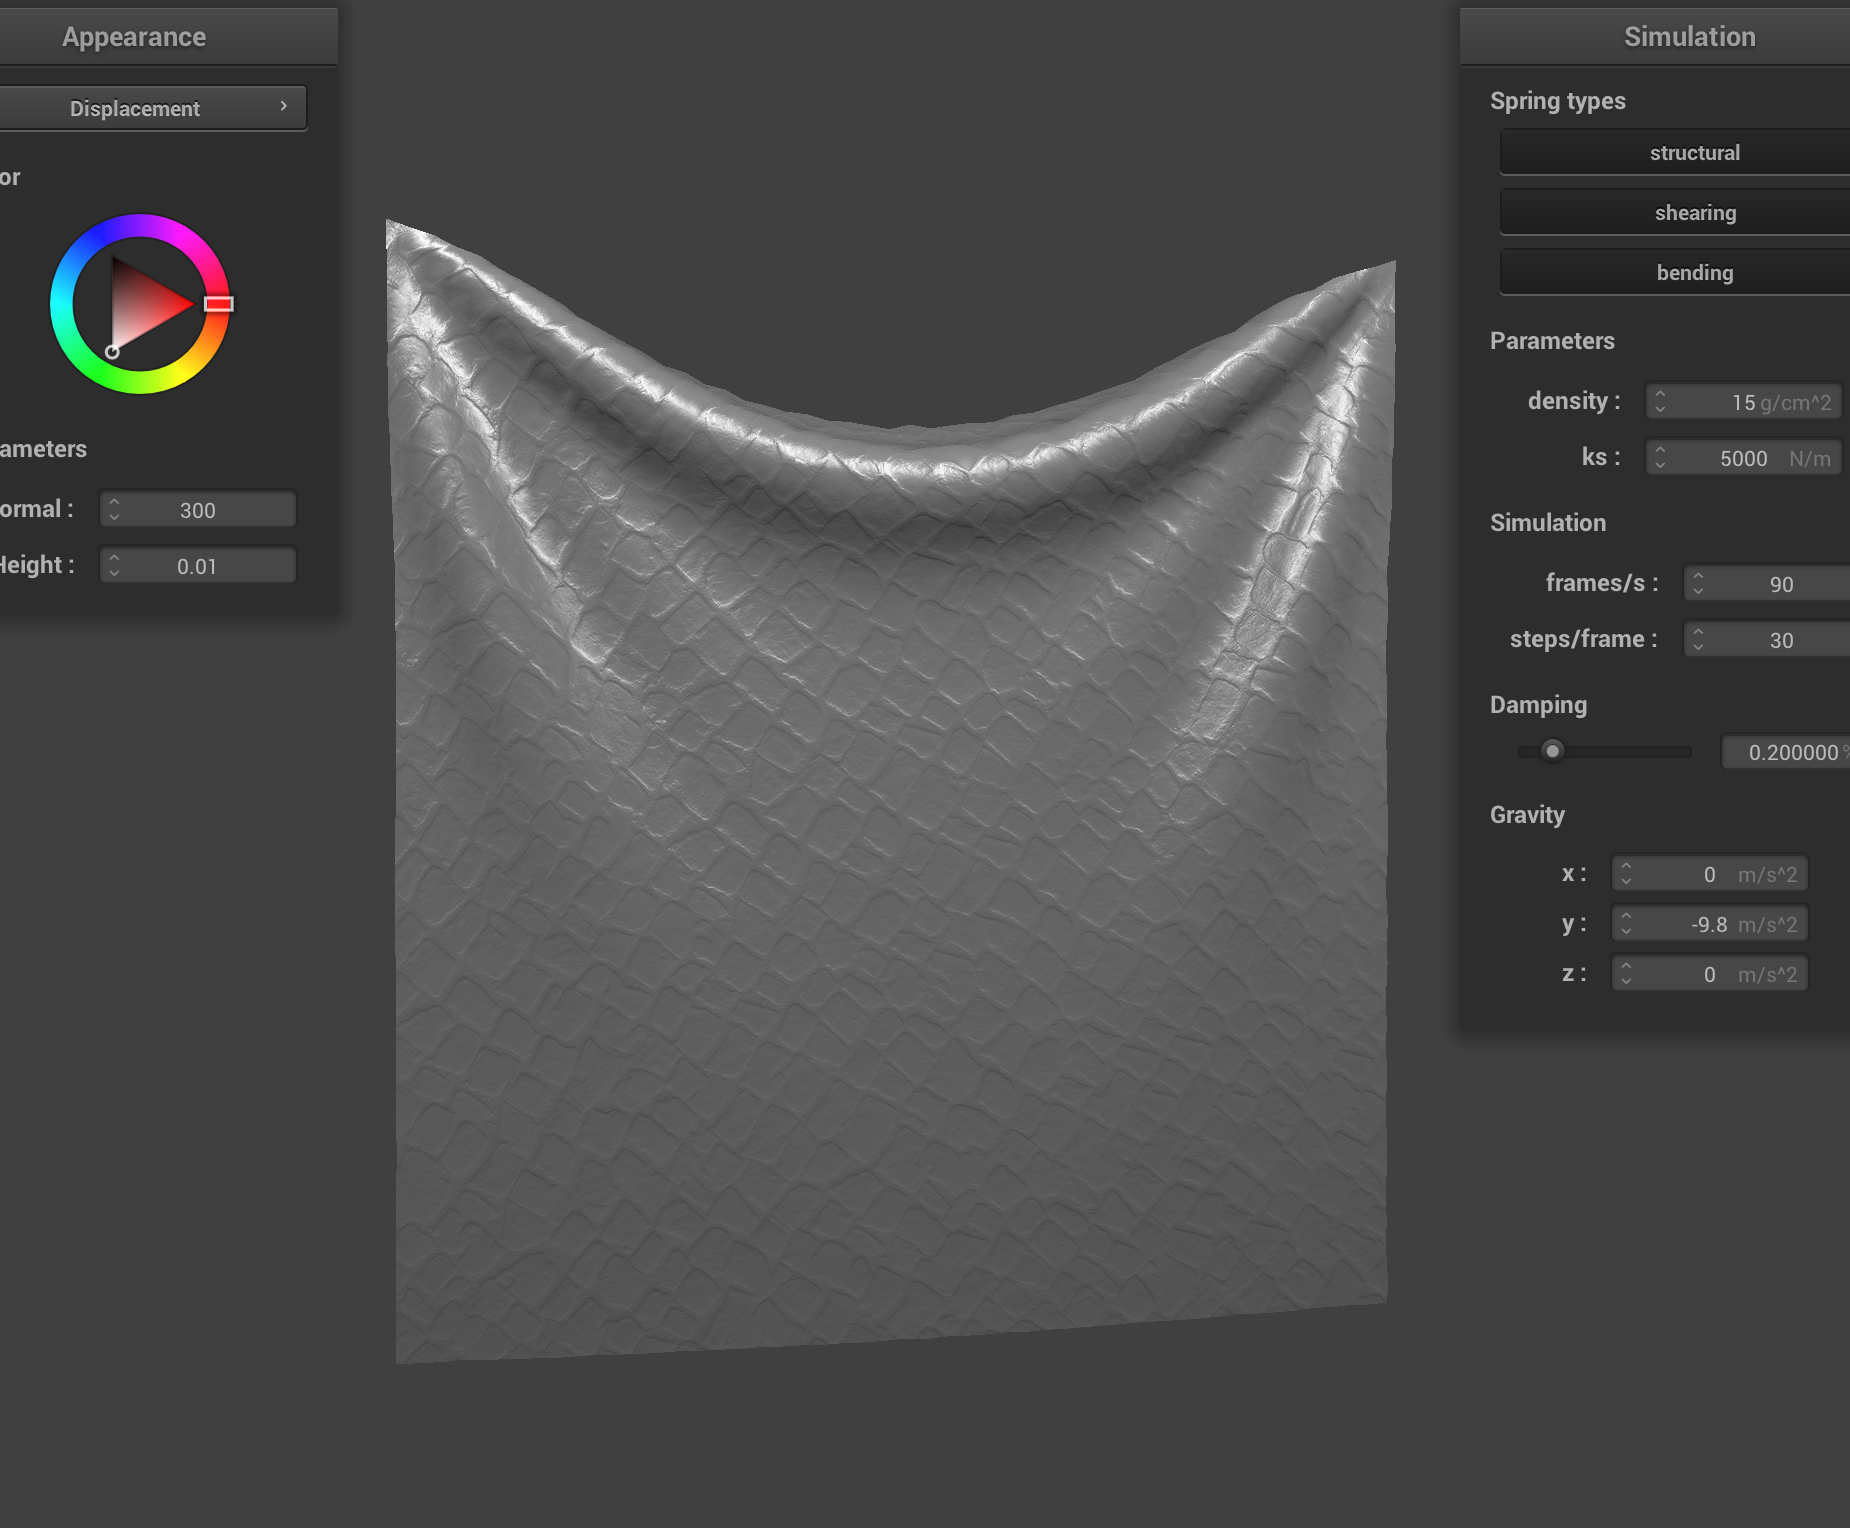 Appearance
Displacement
or
ameters
ormal : 300
Height : 0.01
Simulation
Spring types
structural
shearing
bending
Parameters
density : 15 g/cm^2
ks : 5000 N/m
Simulation
frames/s : 90
steps/frame : 30
Damping
0.200000 %
Gravity
x : 0 m/s^2
y : -9.8 m/s^2
z : 0 m/s^2